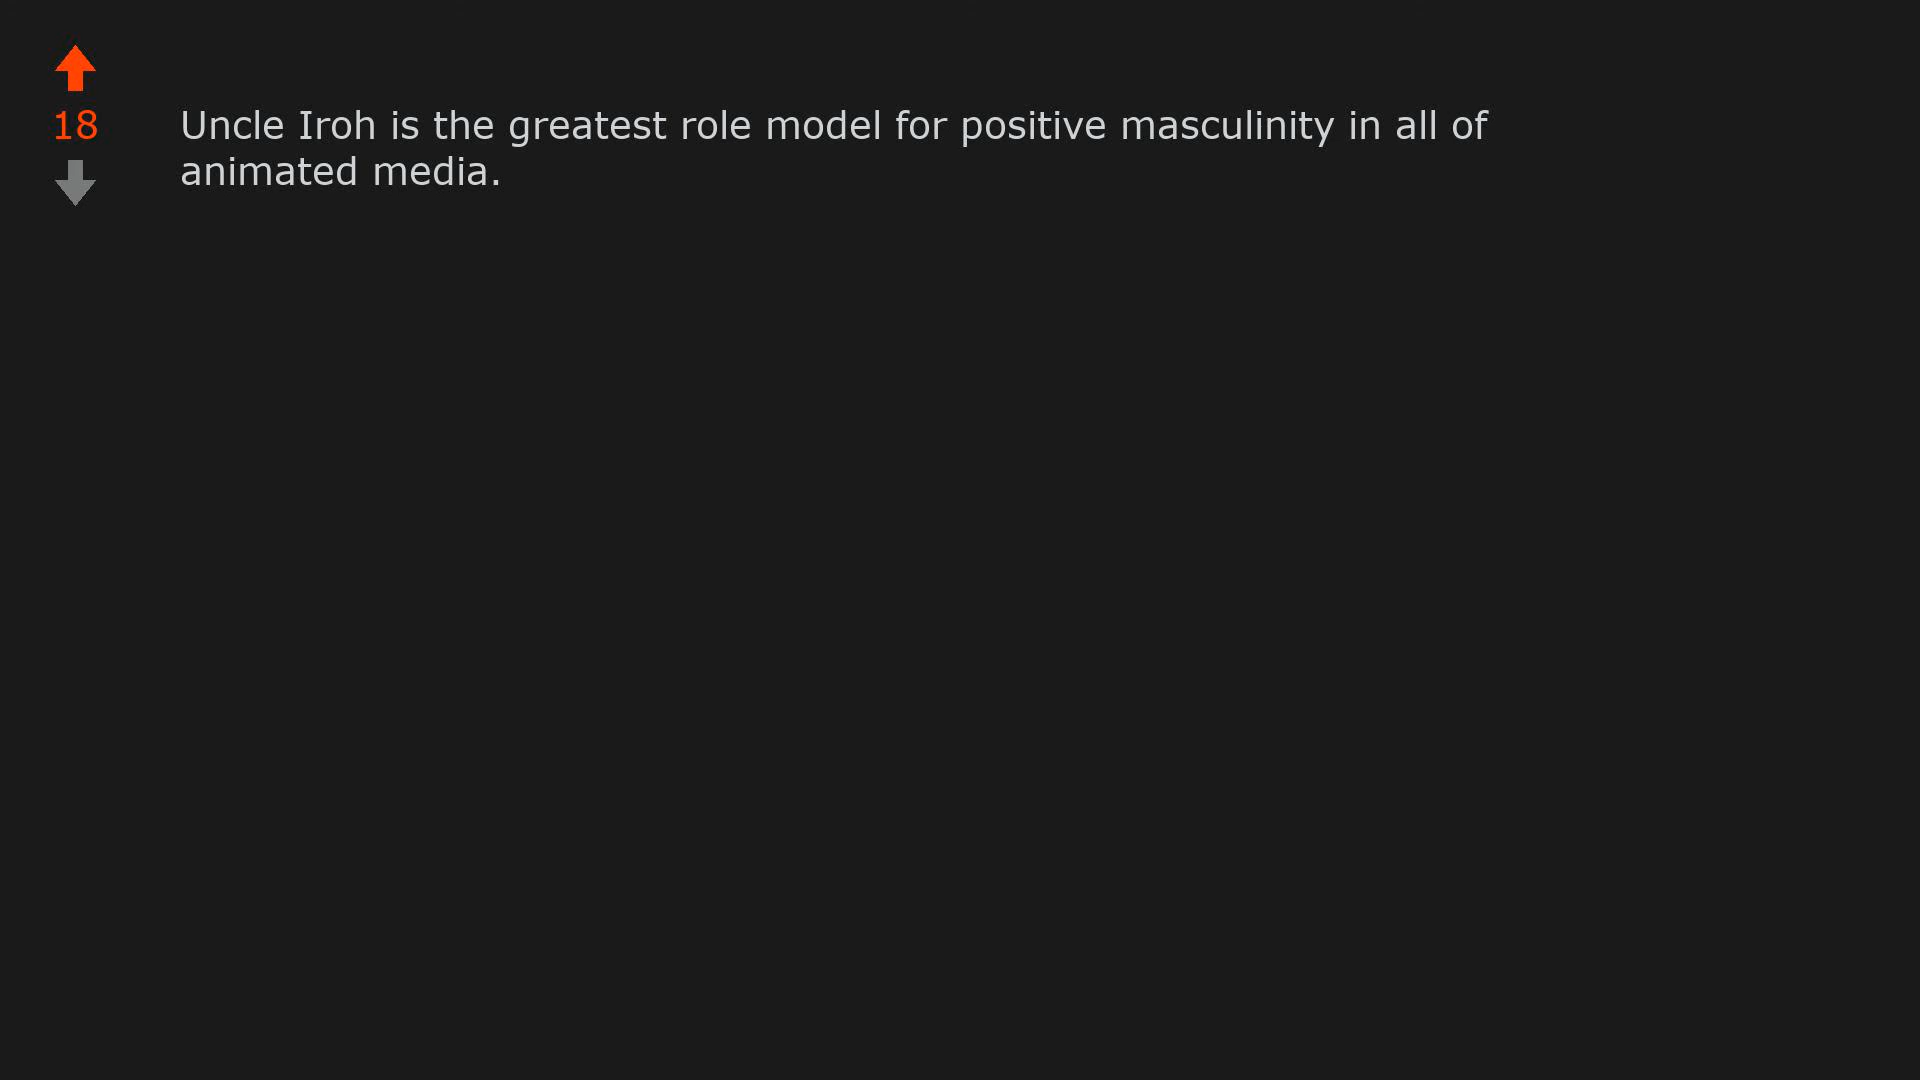 18
Uncle Iroh is the greatest role model for positive masculinity in all of
animated media.